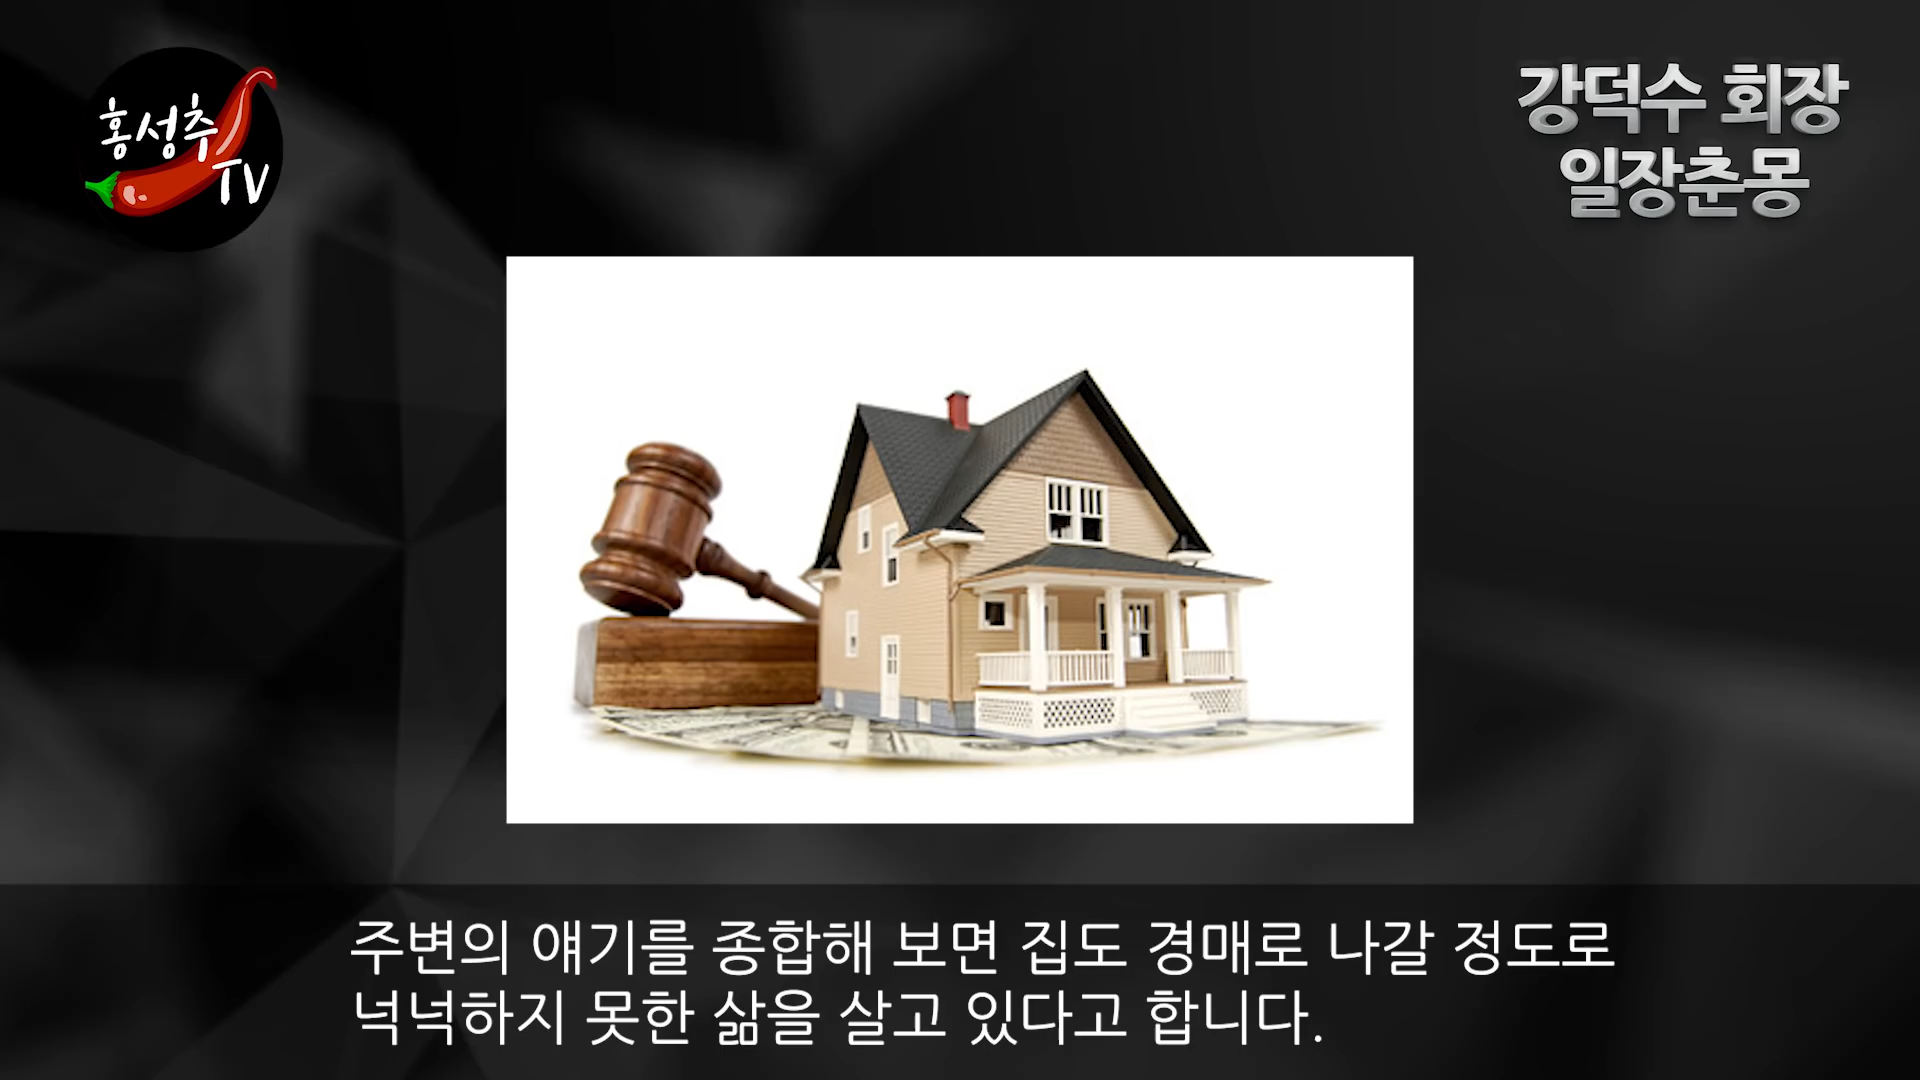 홍성추
TV
강덕수 회장
일장춘몽
주변의 얘기를 종합해 보면 집도 경매로 나갈 정도로
넉넉하지 못한 삶을 살고 있다고 합니다.